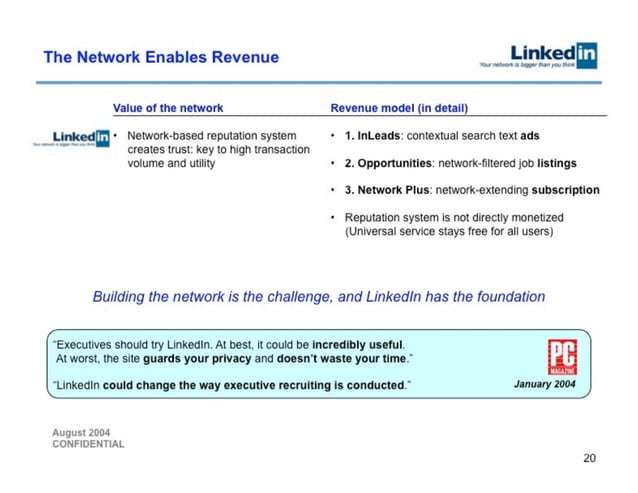 The Network Enables Revenue
Linked in
Your network is bigger than you think
Value of the network
Revenue model (in detail)
Linked in
Your network is bigger than you think
• Network-based reputation system
creates trust: key to high transaction
volume and utility
• 1. InLeads: contextual search text ads
• 2. Opportunities: network-filtered job listings
• 3. Network Plus: network-extending subscription
• Reputation system is not directly monetized
(Universal service stays free for all users)
Building the network is the challenge, and LinkedIn has the foundation
“Executives should try LinkedIn. At best, it could be incredibly useful.
At worst, the site guards your privacy and doesn’t waste your time.”
“LinkedIn could change the way executive recruiting is conducted.”
PC
MAGAZINE
January 2004
August 2004
CONFIDENTIAL
20